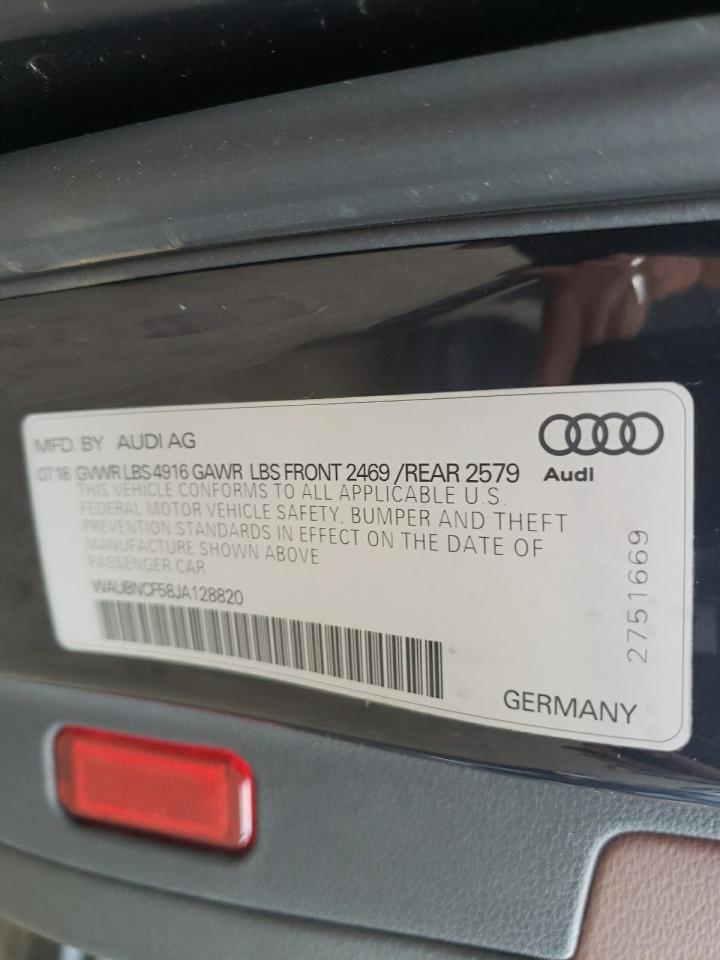 MFD. BY AUDI AG
Audi
07 18 GVWR LBS 4916 GAWR LBS FRONT 2469 /REAR 2579
THIS VEHICLE CONFORMS TO ALL APPLICABLE U.S.
FEDERAL MOTOR VEHICLE SAFETY, BUMPER AND THEFT
PREVENTION STANDARDS IN EFFECT ON THE DATE OF
MANUFACTURE SHOWN ABOVE
PASSENGER CAR
WAUBNCF58JA128820
2751669
GERMANY